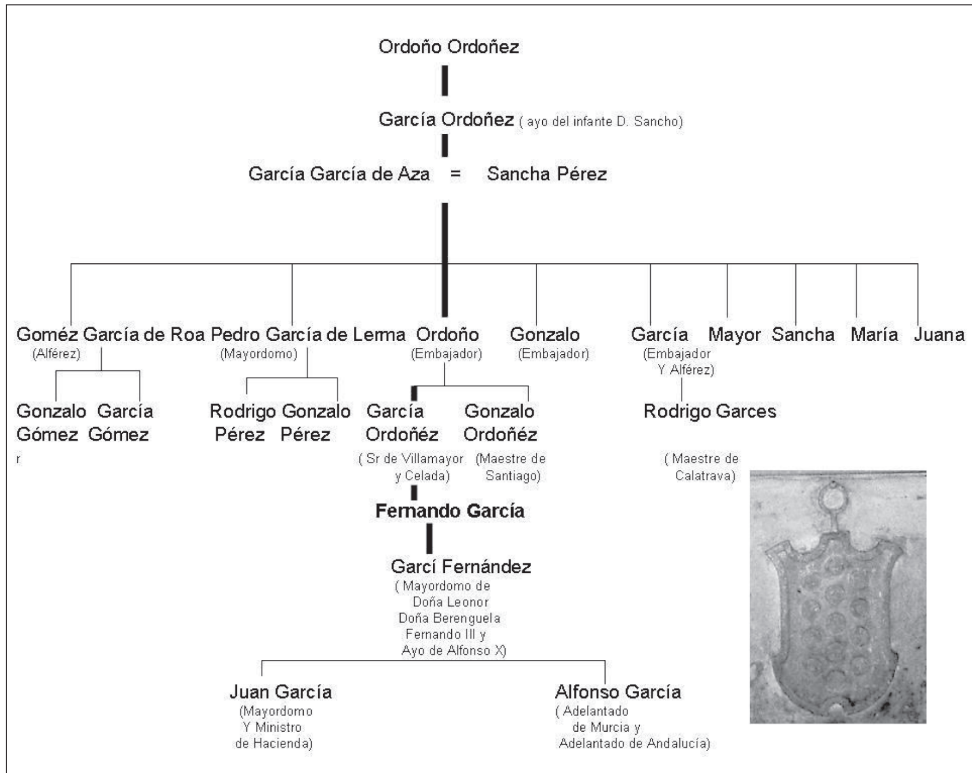 Ordoño Ordoñez
García Ordoñez ( ayo del infante D. Sancho)
García García de Aza = Sancha Pérez
Goméz García de Roa Pedro García de Lerma Ordoño Gonzalo García Mayor Sancha María Juana
(Alférez) (Mayordomo) (Embajador) (Embajador) (Embajador
Y Alférez)
Gonzalo García Rodrigo Gonzalo García Gonzalo Rodrigo Garces
Gómez Gómez Pérez Pérez Ordoñéz Ordoñéz
r ( Sr de Villamayor (Maestre de ( Maestre de
y Celada) Santiago) Calatrava)
Fernando García
Garcí Fernández
( Mayordomo de
Doña Leonor
Doña Berenguela
Fernando III y
Ayo de Alfonso X)
Juan García Alfonso García
(Mayordomo ( Adelantado
Y Ministro de Murcia y
de Hacienda) Adelantado de Andalucía)